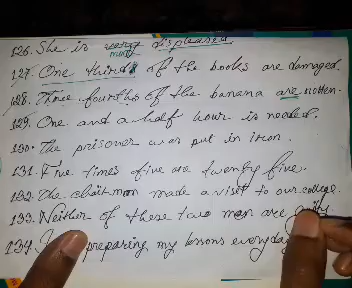 126. She is very much displeased
127. One third of the books are damaged.
128. Three fourths of the banana are rotten.
129. One and a half hour is needed.
130. The prisoner was put in iron.
131. Five times five are twenty five.
132. The chairman made a visit to our college.
133. Neither of these two men are guilty
134. preparing my lessons everyday